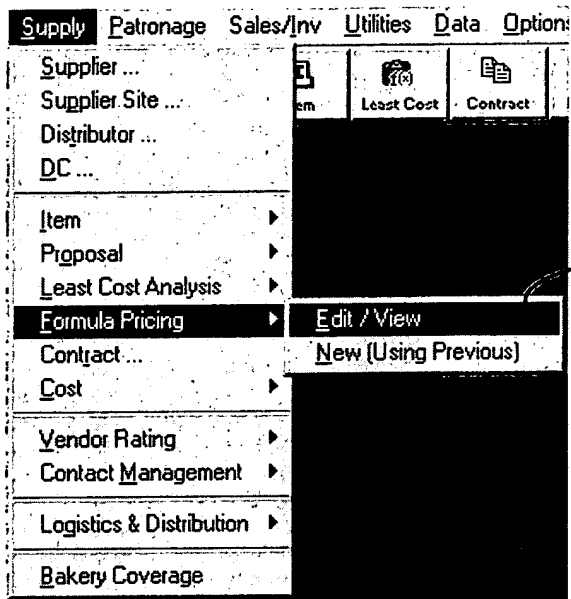 Supply Patronage Sales/Inv Utilities Data Options
Supplier ...
Supplier Site ...
Distributor ...
DC ...
em Least Cost Contract
Item
Proposal
Least Cost Analysis
Formula Pricing
Edit / View
New (Using Previous)
Contract ...
Cost
Vendor Rating
Contact Management
Logistics & Distribution
Bakery Coverage